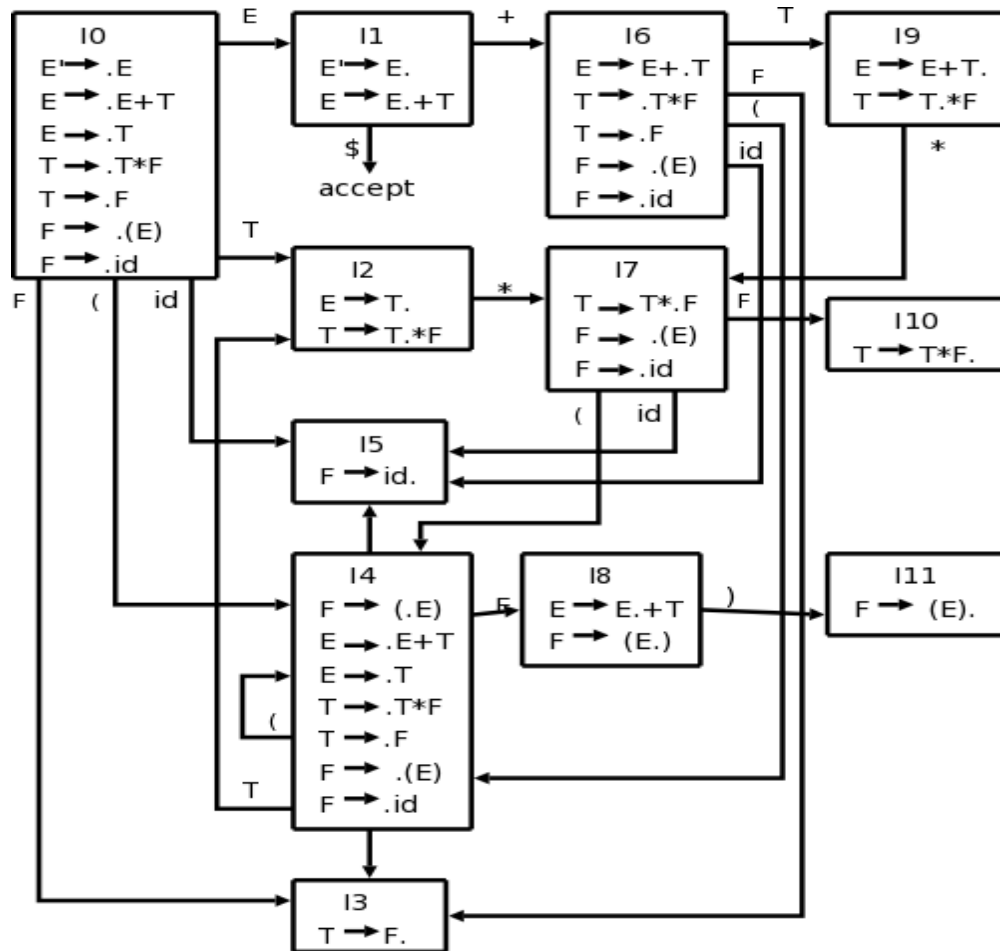 E
+
T
I0
E' → .E
E → .E+T
E → .T
T → .T*F
T → .F
F → .(E)
F → .id
I1
E' → E.
E → E.+T
$
accept
I6
E → E+.T
T → .T*F
T → .F
F → .(E)
F → .id
F
(
id
I9
E → E+T.
T → T.*F
*
T
I2
E → T.
T → T.*F
*
I7
T → T*.F
F → .(E)
F → .id
F
I10
T → T*F.
F
(
id
(
id
I5
F → id.
I4
F → (.E)
E → .E+T
E → .T
T → .T*F
T → .F
F → .(E)
F → .id
(
T
E
I8
E → E.+T
F → (E.)
)
I11
F → (E).
I3
T → F.